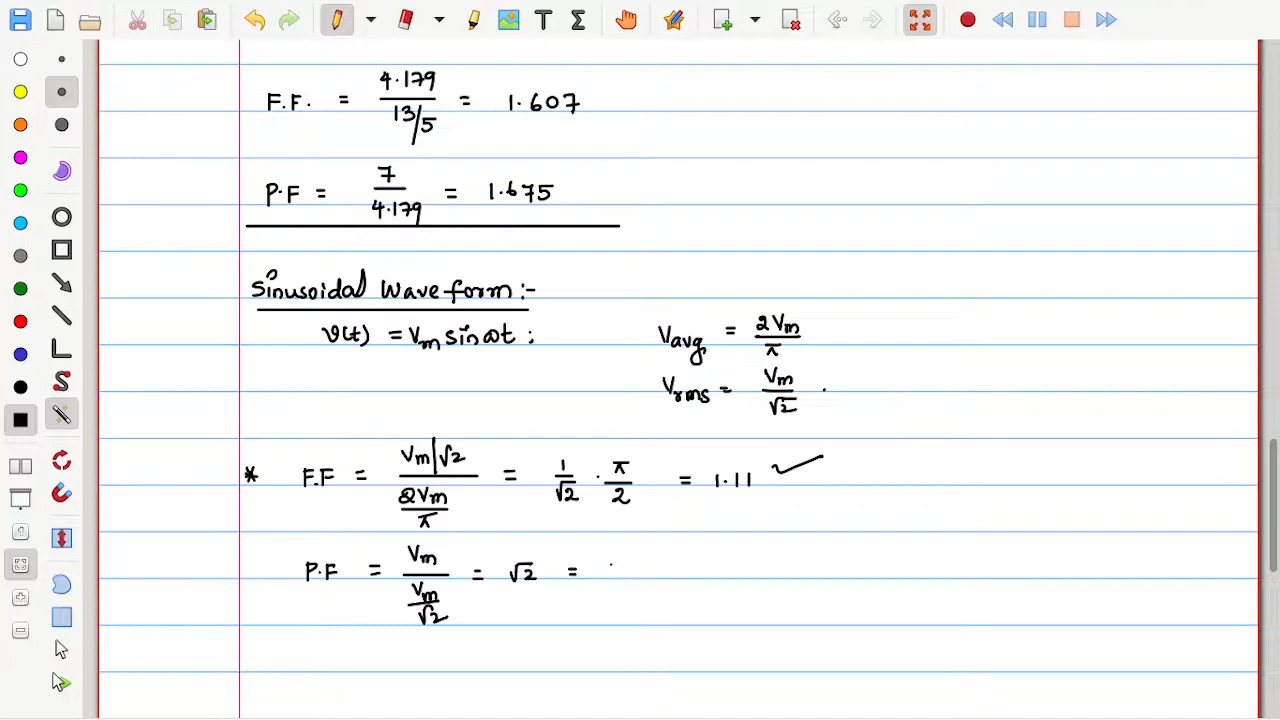 F.F. = 4.179 / 13/5 = 1.607
P.F = 7 / 4.179 = 1.675
Sinusoidal Wave form :-
v(t) = Vm sin ωt ;
Vavg. = 2Vm / π
Vrms = Vm / √2 .
* F.F = Vm/√2 / 2Vm/π = 1/√2 · π/2 = 1.11 ✓
P.F = Vm / Vm/√2 = √2 =